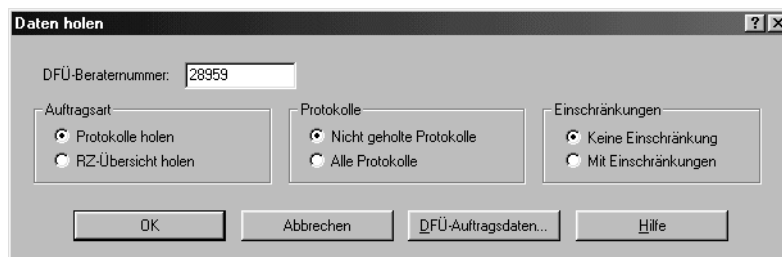 Daten holen
DFÜ-Beraternummer: 28959
Auftragsart
Protokolle holen
RZ-Übersicht holen
Protokolle
Nicht geholte Protokolle
Alle Protokolle
Einschränkungen
Keine Einschränkung
Mit Einschränkungen
OK Abbrechen DFÜ-Auftragsdaten... Hilfe